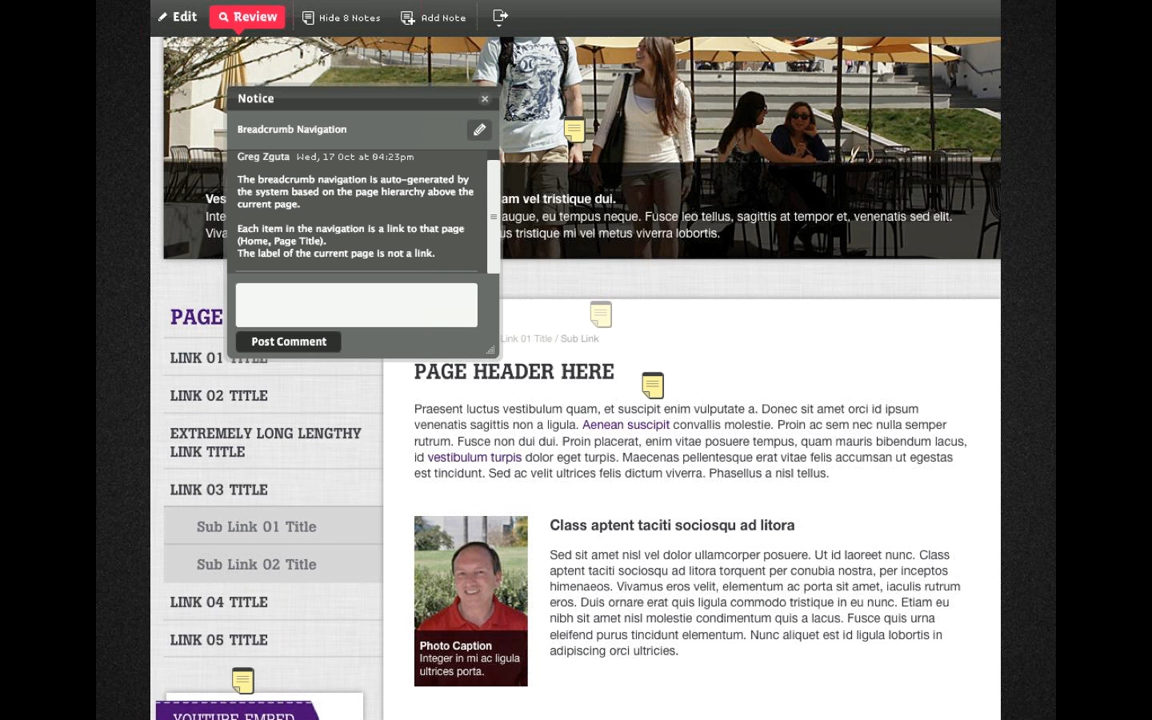 Edit
Review
Hide 8 Notes
Add Note
Notice
Breadcrumb Navigation
Greg Zguta Wed, 17 Oct at 04:23pm
The breadcrumb navigation is auto-generated by
the system based on the page hierarchy above the
current page.
Each item in the navigation is a link to that page
(Home, Page Title).
The label of the current page is not a link.
Post Comment
am vel tristique dui.
augue, eu tempus neque. Fusce leo tellus, sagittis at tempor et, venenatis sed elit.
us tristique mi vel metus viverra lobortis.
PAGE
LINK 01 TITLE
LINK 02 TITLE
EXTREMELY LONG LENGTHY
LINK TITLE
LINK 03 TITLE
Sub Link 01 Title
Sub Link 02 Title
LINK 04 TITLE
LINK 05 TITLE
YOUTUBE EMBED
Link 01 Title / Sub Link
PAGE HEADER HERE
Praesent luctus vestibulum quam, et suscipit enim vulputate a. Donec sit amet orci id ipsum
venenatis sagittis non a ligula. Aenean suscipit convallis molestie. Proin ac sem nec nulla semper
rutrum. Fusce non dui dui. Proin placerat, enim vitae posuere tempus, quam mauris bibendum lacus,
id vestibulum turpis dolor eget turpis. Maecenas pellentesque erat vitae felis accumsan ut egestas
est tincidunt. Sed ac velit ultrices felis dictum viverra. Phasellus a nisl tellus.
Photo Caption
Integer in mi ac ligula
ultrices porta.
Class aptent taciti sociosqu ad litora
Sed sit amet nisl vel dolor ullamcorper posuere. Ut id laoreet nunc. Class
aptent taciti sociosqu ad litora torquent per conubia nostra, per inceptos
himenaeos. Vivamus eros velit, elementum ac porta sit amet, iaculis rutrum
eros. Duis ornare erat quis ligula commodo tristique in eu nunc. Etiam eu
nibh sit amet nisl molestie condimentum quis a lacus. Fusce quis urna
eleifend purus tincidunt elementum. Nunc aliquet est id ligula lobortis in
adipiscing orci ultricies.